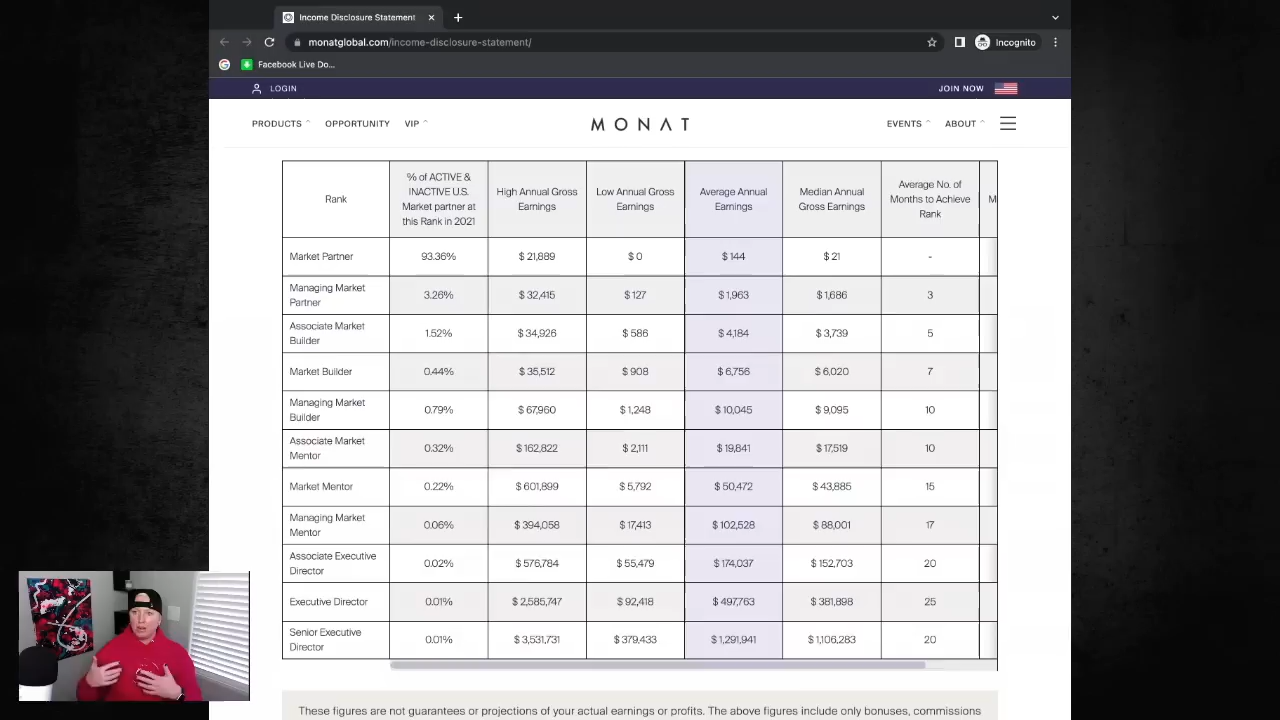 Income Disclosure Statement
monatglobal.com/income-disclosure-statement/
Incognito
Facebook Live Do...
LOGIN
JOIN NOW
PRODUCTS OPPORTUNITY VIP
MONAT
EVENTS ABOUT
Rank
% of ACTIVE &
INACTIVE U.S.
Market partner at
this Rank in 2021
High Annual Gross
Earnings
Low Annual Gross
Earnings
Average Annual
Earnings
Median Annual
Gross Earnings
Average No. of
Months to Achieve
Rank
M
Market Partner 93.36% $ 21,889 $ 0 $ 144 $ 21 -
Managing Market
Partner
3.26% $ 32,415 $ 127 $ 1,963 $ 1,686 3
Associate Market
Builder
1.52% $ 34,926 $ 586 $ 4,184 $ 3,739 5
Market Builder 0.44% $ 35,512 $ 908 $ 6,756 $ 6,020 7
Managing Market
Builder
0.79% $ 67,960 $ 1,248 $ 10,045 $ 9,095 10
Associate Market
Mentor
0.32% $ 162,822 $ 2,111 $ 19,841 $ 17,519 10
Market Mentor 0.22% $ 601,899 $ 5,792 $ 50,472 $ 43,885 15
Managing Market
Mentor
0.06% $ 394,058 $ 17,413 $ 102,528 $ 88,001 17
Associate Executive
Director
0.02% $ 576,784 $ 55,479 $ 174,037 $ 152,703 20
Executive Director 0.01% $ 2,585,747 $ 92,418 $ 497,763 $ 381,898 25
Senior Executive
Director
0.01% $ 3,531,731 $ 379,433 $ 1,291,941 $ 1,106,283 20
These figures are not guarantees or projections of your actual earnings or profits. The above figures include only bonuses, commissions